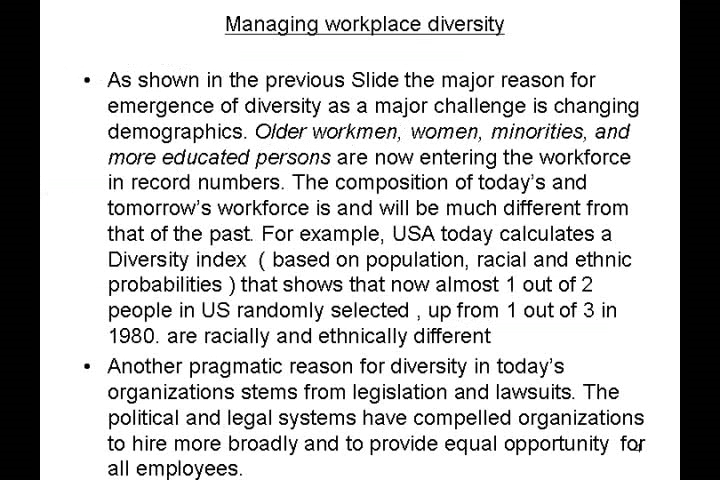 Managing workplace diversity
• As shown in the previous Slide the major reason for
emergence of diversity as a major challenge is changing
demographics. Older workmen, women, minorities, and
more educated persons are now entering the workforce
in record numbers. The composition of today's and
tomorrow's workforce is and will be much different from
that of the past. For example, USA today calculates a
Diversity index ( based on population, racial and ethnic
probabilities ) that shows that now almost 1 out of 2
people in US randomly selected , up from 1 out of 3 in
1980. are racially and ethnically different
• Another pragmatic reason for diversity in today's
organizations stems from legislation and lawsuits. The
political and legal systems have compelled organizations
to hire more broadly and to provide equal opportunity for
all employees.